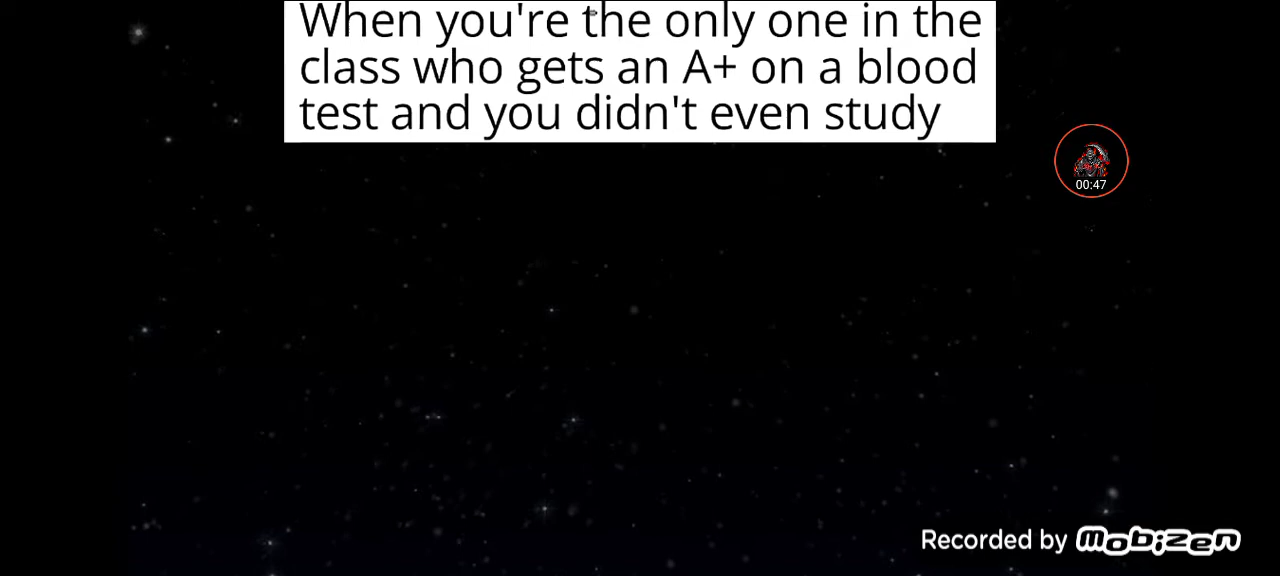 When you're the only one in the
class who gets an A+ on a blood
test and you didn't even study
00:47
Recorded by mobizen